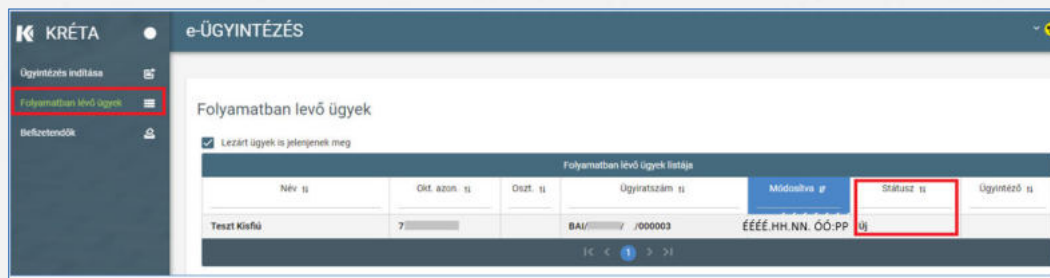 KRÉTA
e-ÜGYINTÉZÉS
Ügyintézés indítása
Folyamatban lévő ügyek
Befizetendők
Folyamatban levő ügyek
Lezárt ügyek is jelenjenek meg
Folyamatban lévő ügyek listája
Név Okt. azon. Oszt. Ügyiratszám Módosítva Státusz Ügyintéző
Teszt Kisfiú 7 BAI/ / /000003 ÉÉÉÉ.HH.NN. ÓÓ:PP Új
1